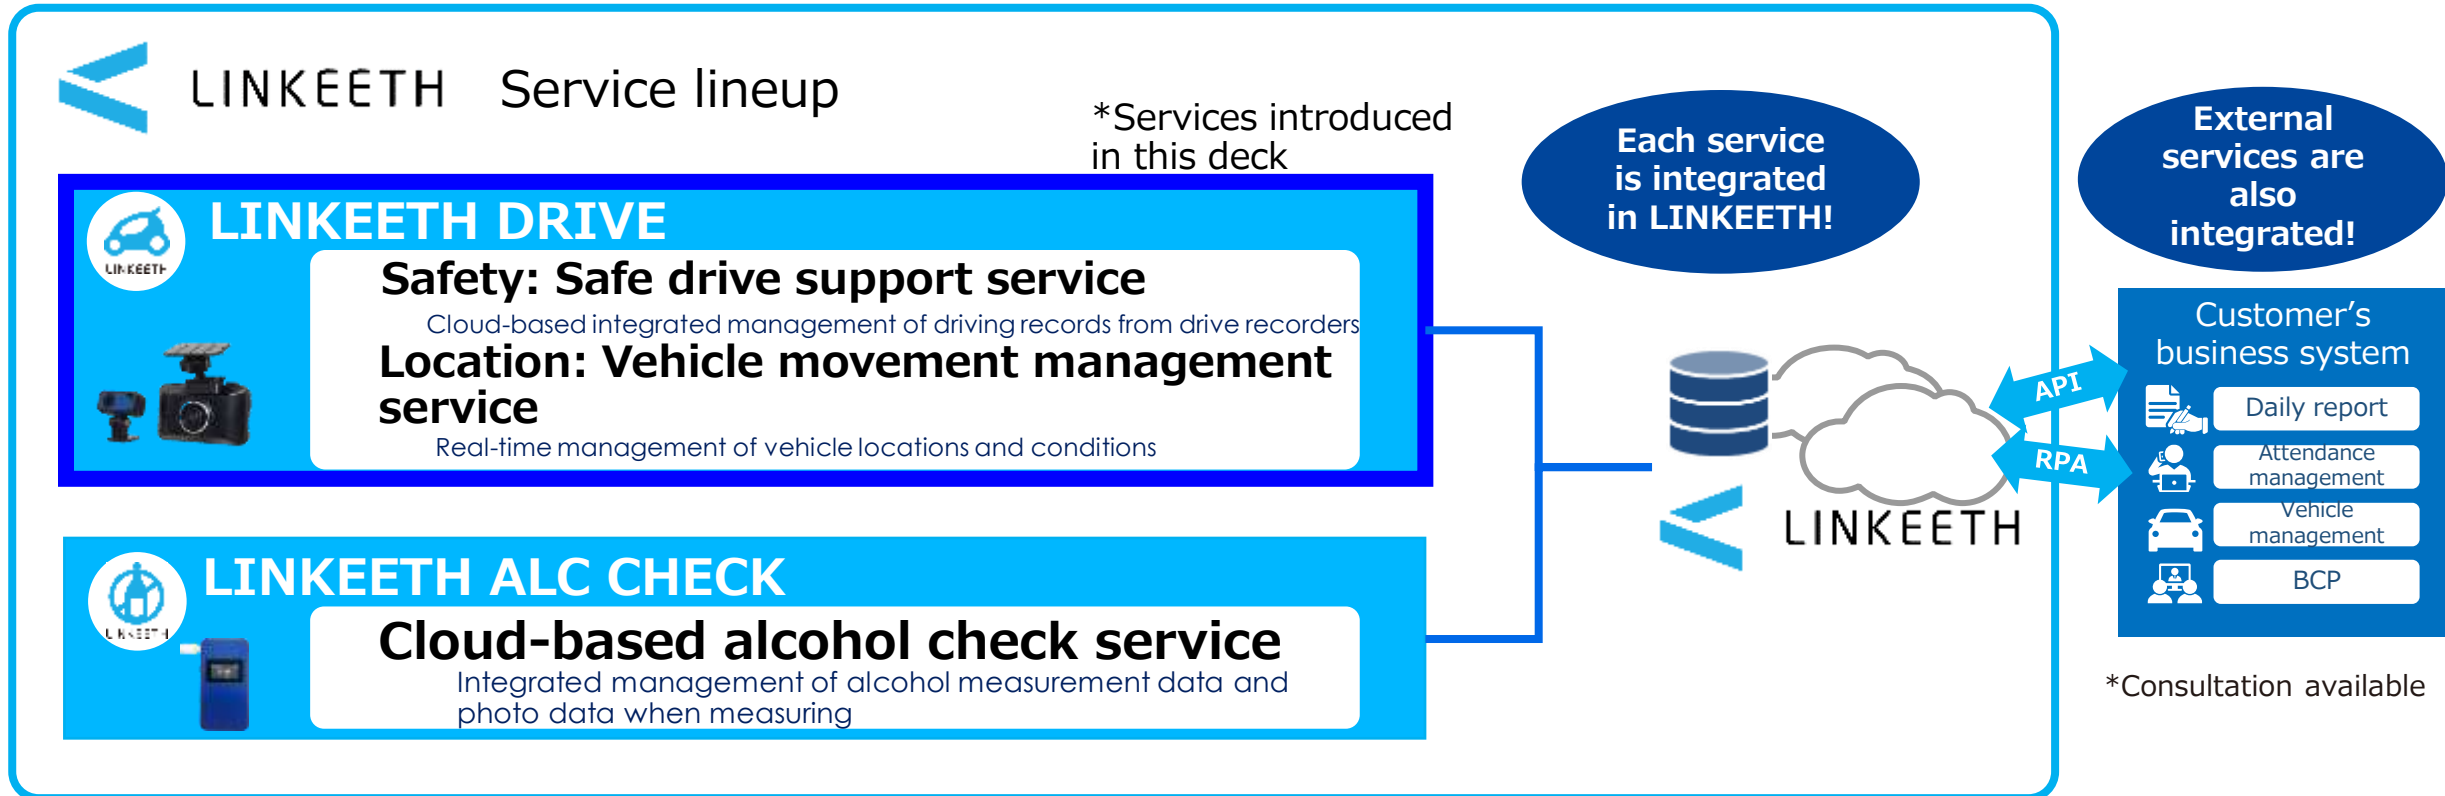 LINKEETH Service lineup
*Services introduced
in this deck
LINKEETH DRIVE
LINKEETH
Safety: Safe drive support service
Cloud-based integrated management of driving records from drive recorders
Location: Vehicle movement management
service
Real-time management of vehicle locations and conditions
LINKEETH ALC CHECK
LINKEETH
Cloud-based alcohol check service
Integrated management of alcohol measurement data and
photo data when measuring
Each service
is integrated
in LINKEETH!
LINKEETH
API
RPA
External
services are
also
integrated!
Customer’s
business system
Daily report
Attendance
management
Vehicle
management
BCP
*Consultation available